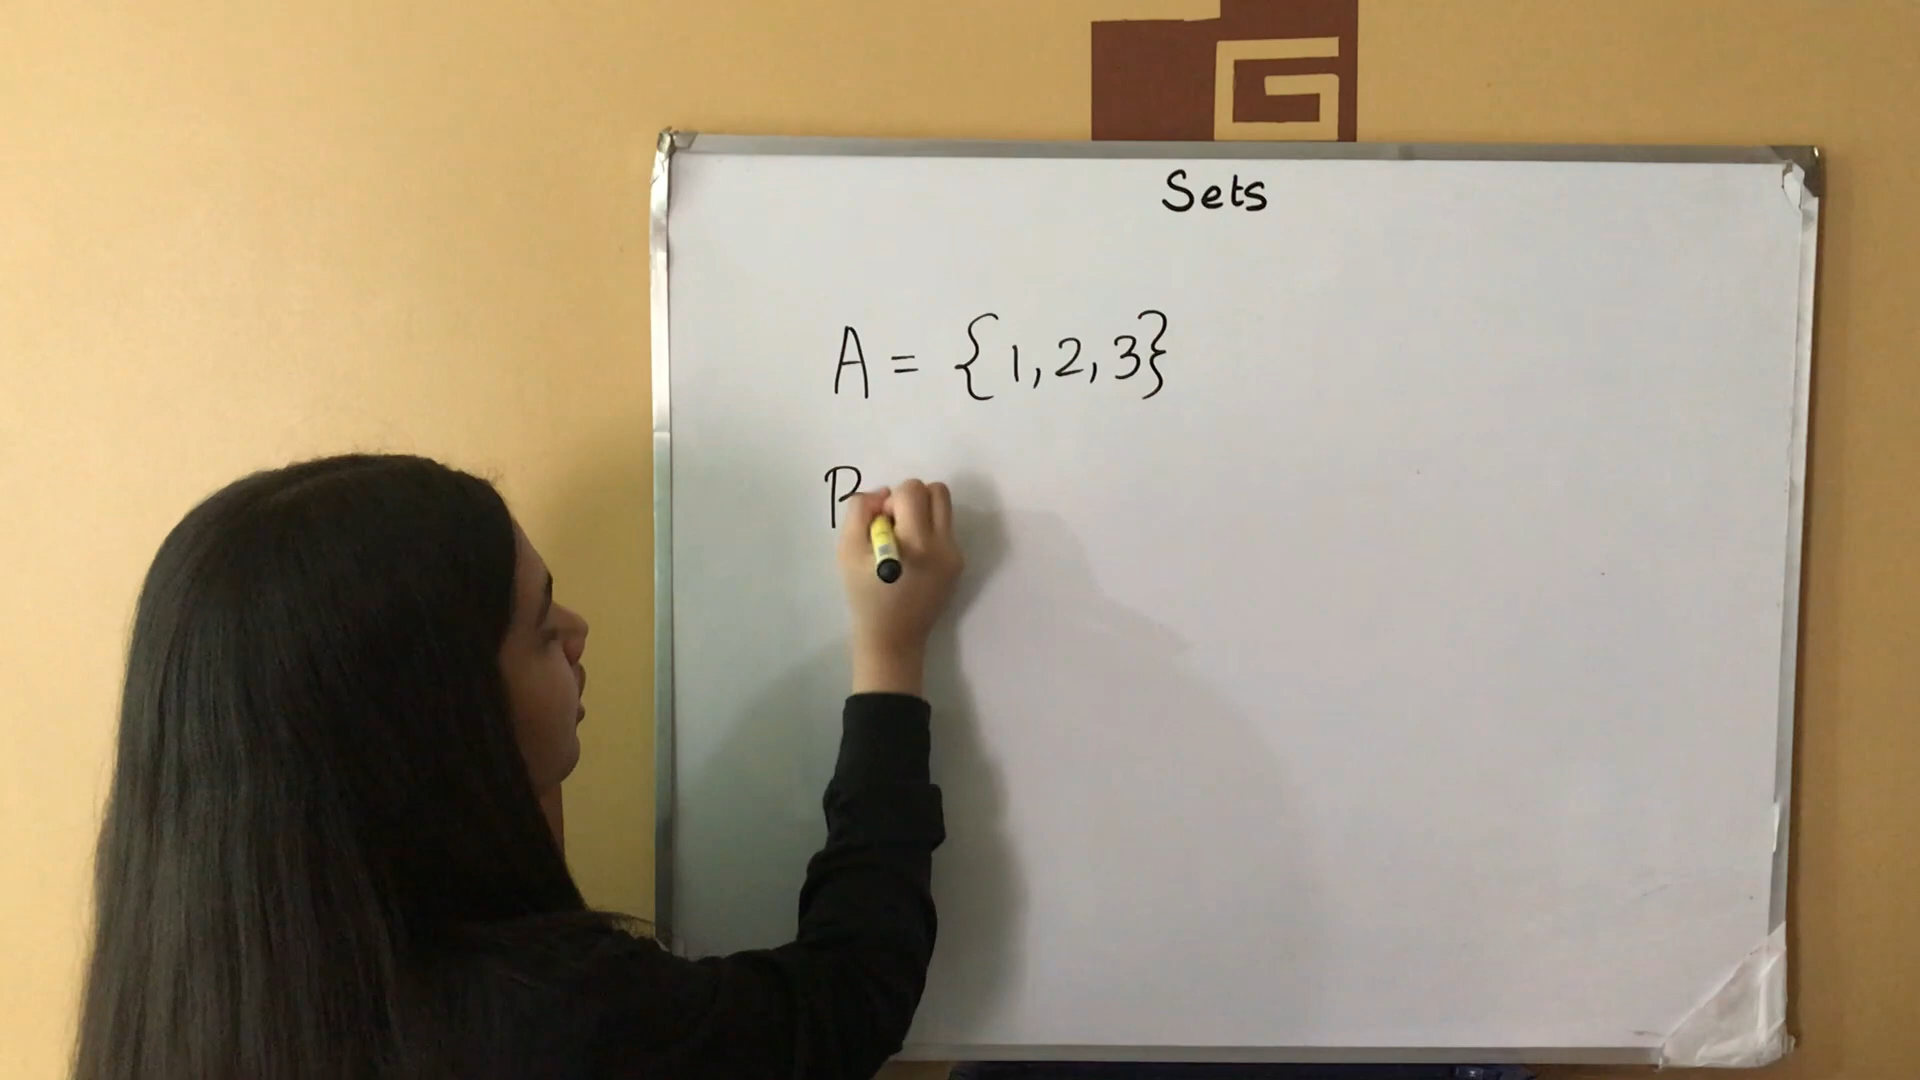 Sets
A = {1, 2, 3}
P